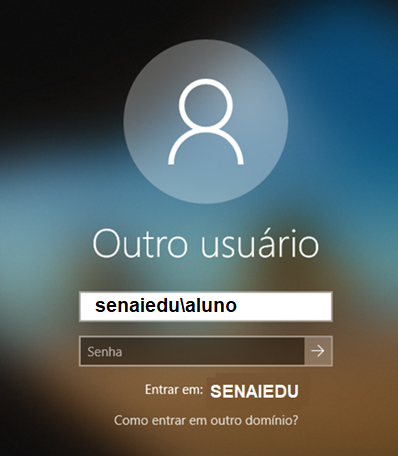 Outro usuário
senaiedu\aluno
Senha
Entrar em: SENAIEDU
Como entrar em outro domínio?